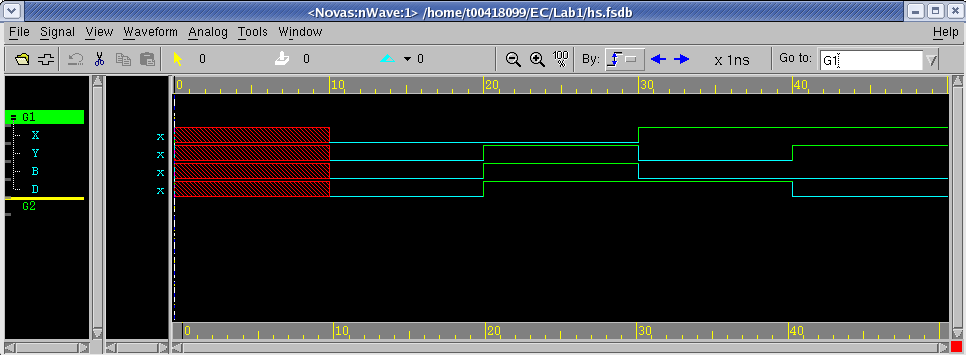 <Novas:nWave:1> /home/t00418099/EC/Lab1/hs.fsdb
File Signal View Waveform Analog Tools Window Help
0 0 0 100 % By: x 1ns Go to: G1
0 10 20 30 40
G1
X x
Y x
B x
D x
G2
0 10 20 30 40